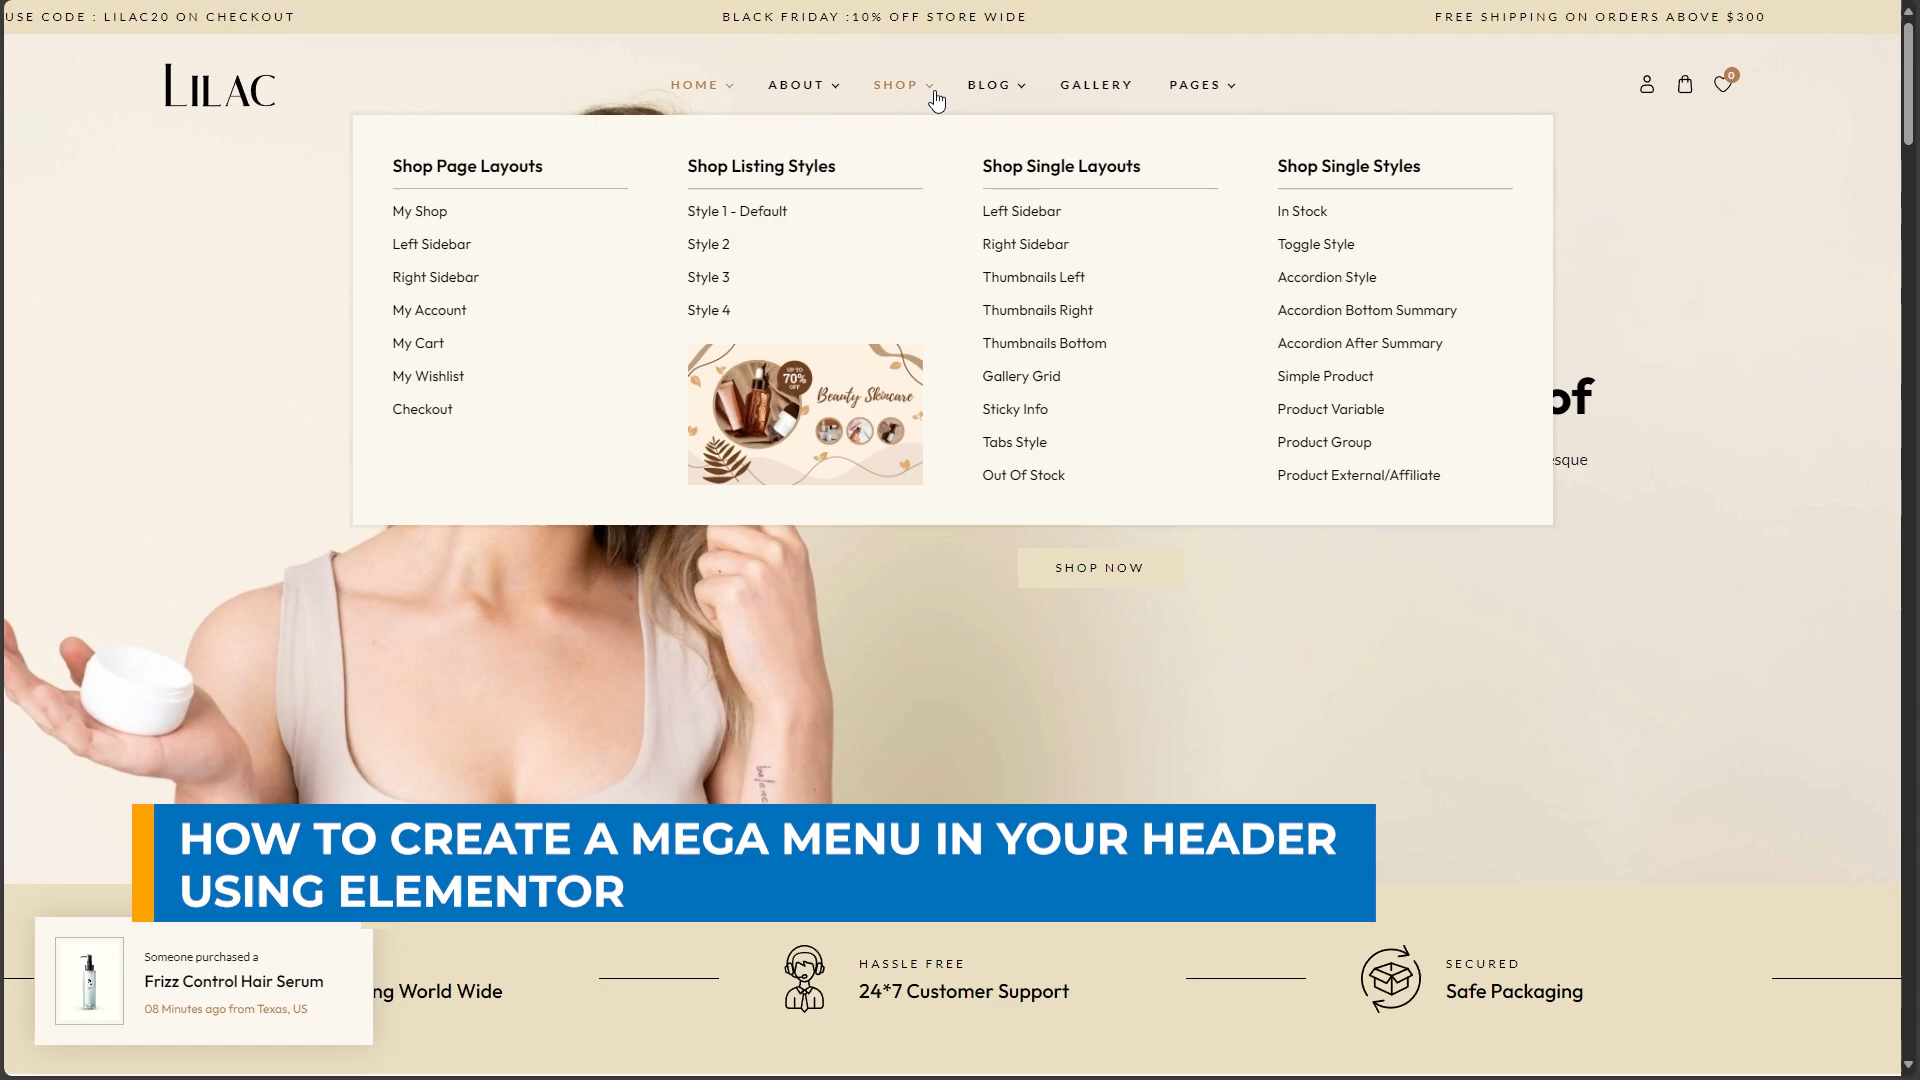 USE CODE : LILAC20 ON CHECKOUT
BLACK FRIDAY :10% OFF STORE WIDE
FREE SHIPPING ON ORDERS ABOVE $300
LILAC
HOME
ABOUT
SHOP
BLOG
GALLERY
PAGES
0
Shop Page Layouts
My Shop
Left Sidebar
Right Sidebar
My Account
My Cart
My Wishlist
Checkout
Shop Listing Styles
Style 1 - Default
Style 2
Style 3
Style 4
UP TO
70%
OFF
Beauty Skincare
Shop Single Layouts
Left Sidebar
Right Sidebar
Thumbnails Left
Thumbnails Right
Thumbnails Bottom
Gallery Grid
Sticky Info
Tabs Style
Out Of Stock
Shop Single Styles
In Stock
Toggle Style
Accordion Style
Accordion Bottom Summary
Accordion After Summary
Simple Product
Product Variable
Product Group
Product External/Affiliate
of
esque
SHOP NOW
HOW TO CREATE A MEGA MENU IN YOUR HEADER
USING ELEMENTOR
Someone purchased a
Frizz Control Hair Serum
08 Minutes ago from Texas, US
ng World Wide
HASSLE FREE
24*7 Customer Support
SECURED
Safe Packaging